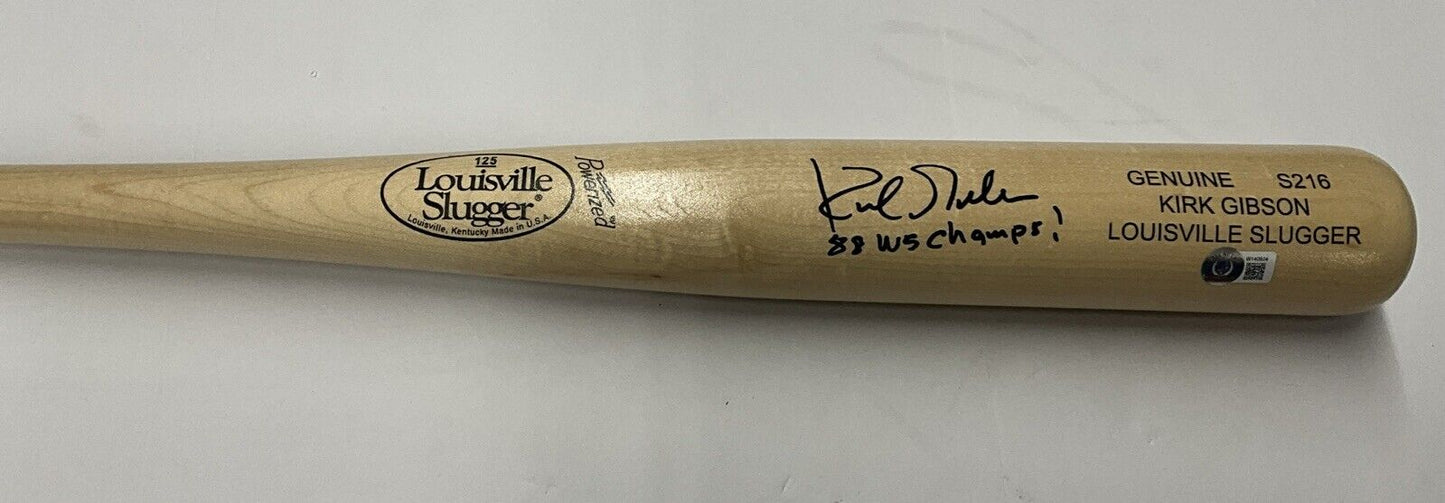 125
Louisville
Slugger®
Louisville, Kentucky Made in U.S.A.
Powerized
88 WS Champs!
GENUINE S216
KIRK GIBSON
LOUISVILLE SLUGGER